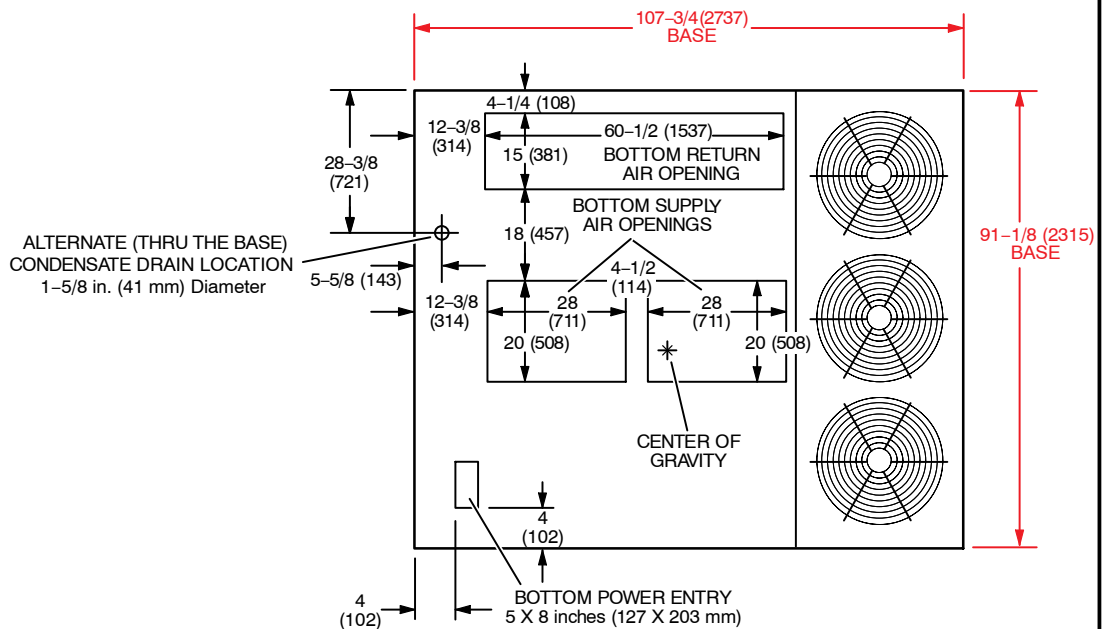 107–3/4(2737)
BASE
4–1/4 (108)
12–3/8
(314)
60–1/2 (1537)
15 (381)
BOTTOM RETURN
AIR OPENING
28–3/8
(721)
BOTTOM SUPPLY
AIR OPENINGS
18 (457)
91–1/8 (2315)
BASE
ALTERNATE (THRU THE BASE)
CONDENSATE DRAIN LOCATION
1–5/8 in. (41 mm) Diameter
5–5/8 (143)
4–1/2
(114)
12–3/8
(314)
28
(711)
28
(711)
20 (508)
20 (508)
CENTER OF
GRAVITY
4
(102)
4
(102)
BOTTOM POWER ENTRY
5 X 8 inches (127 X 203 mm)